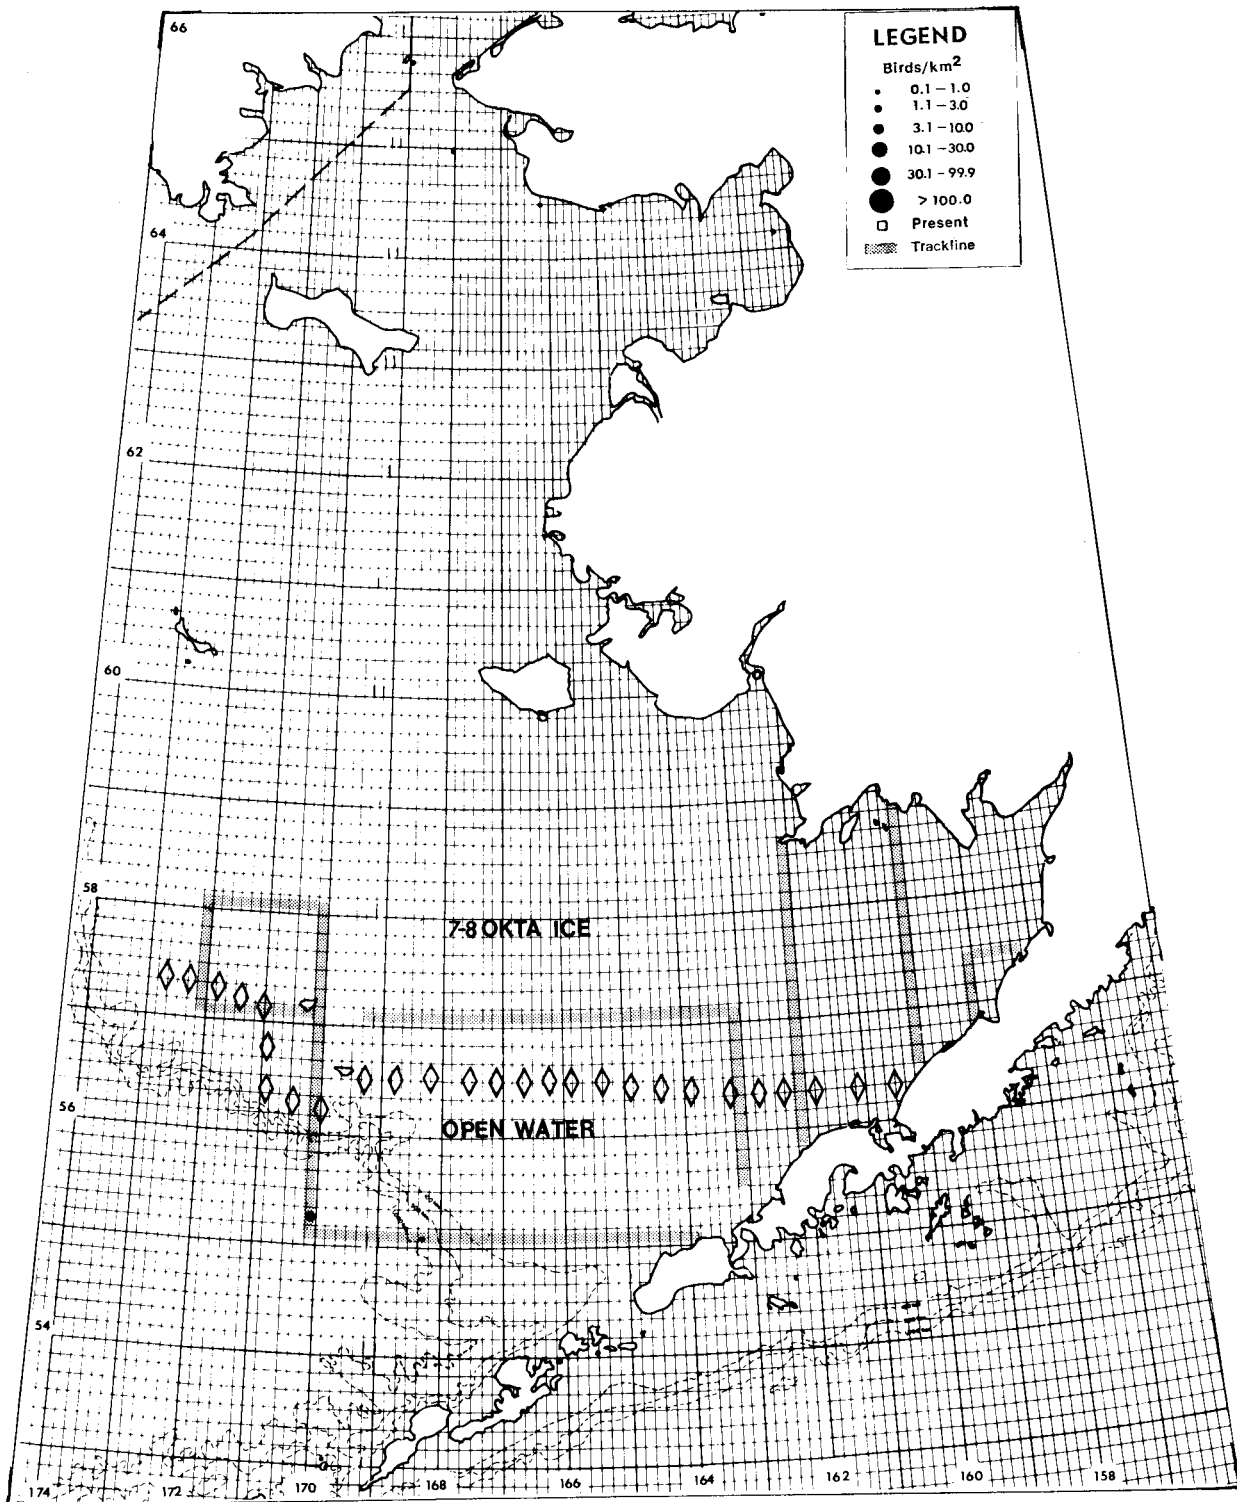 66
LEGEND
Birds/km²
0.1 – 1.0
1.1 – 3.0
3.1 – 10.0
10.1 – 30.0
30.1 – 99.9
> 100.0
Present
Trackline
64
62
60
58
7-8 OKTA ICE
56
OPEN WATER
54
174 172 170 168 166 164 162 160 158